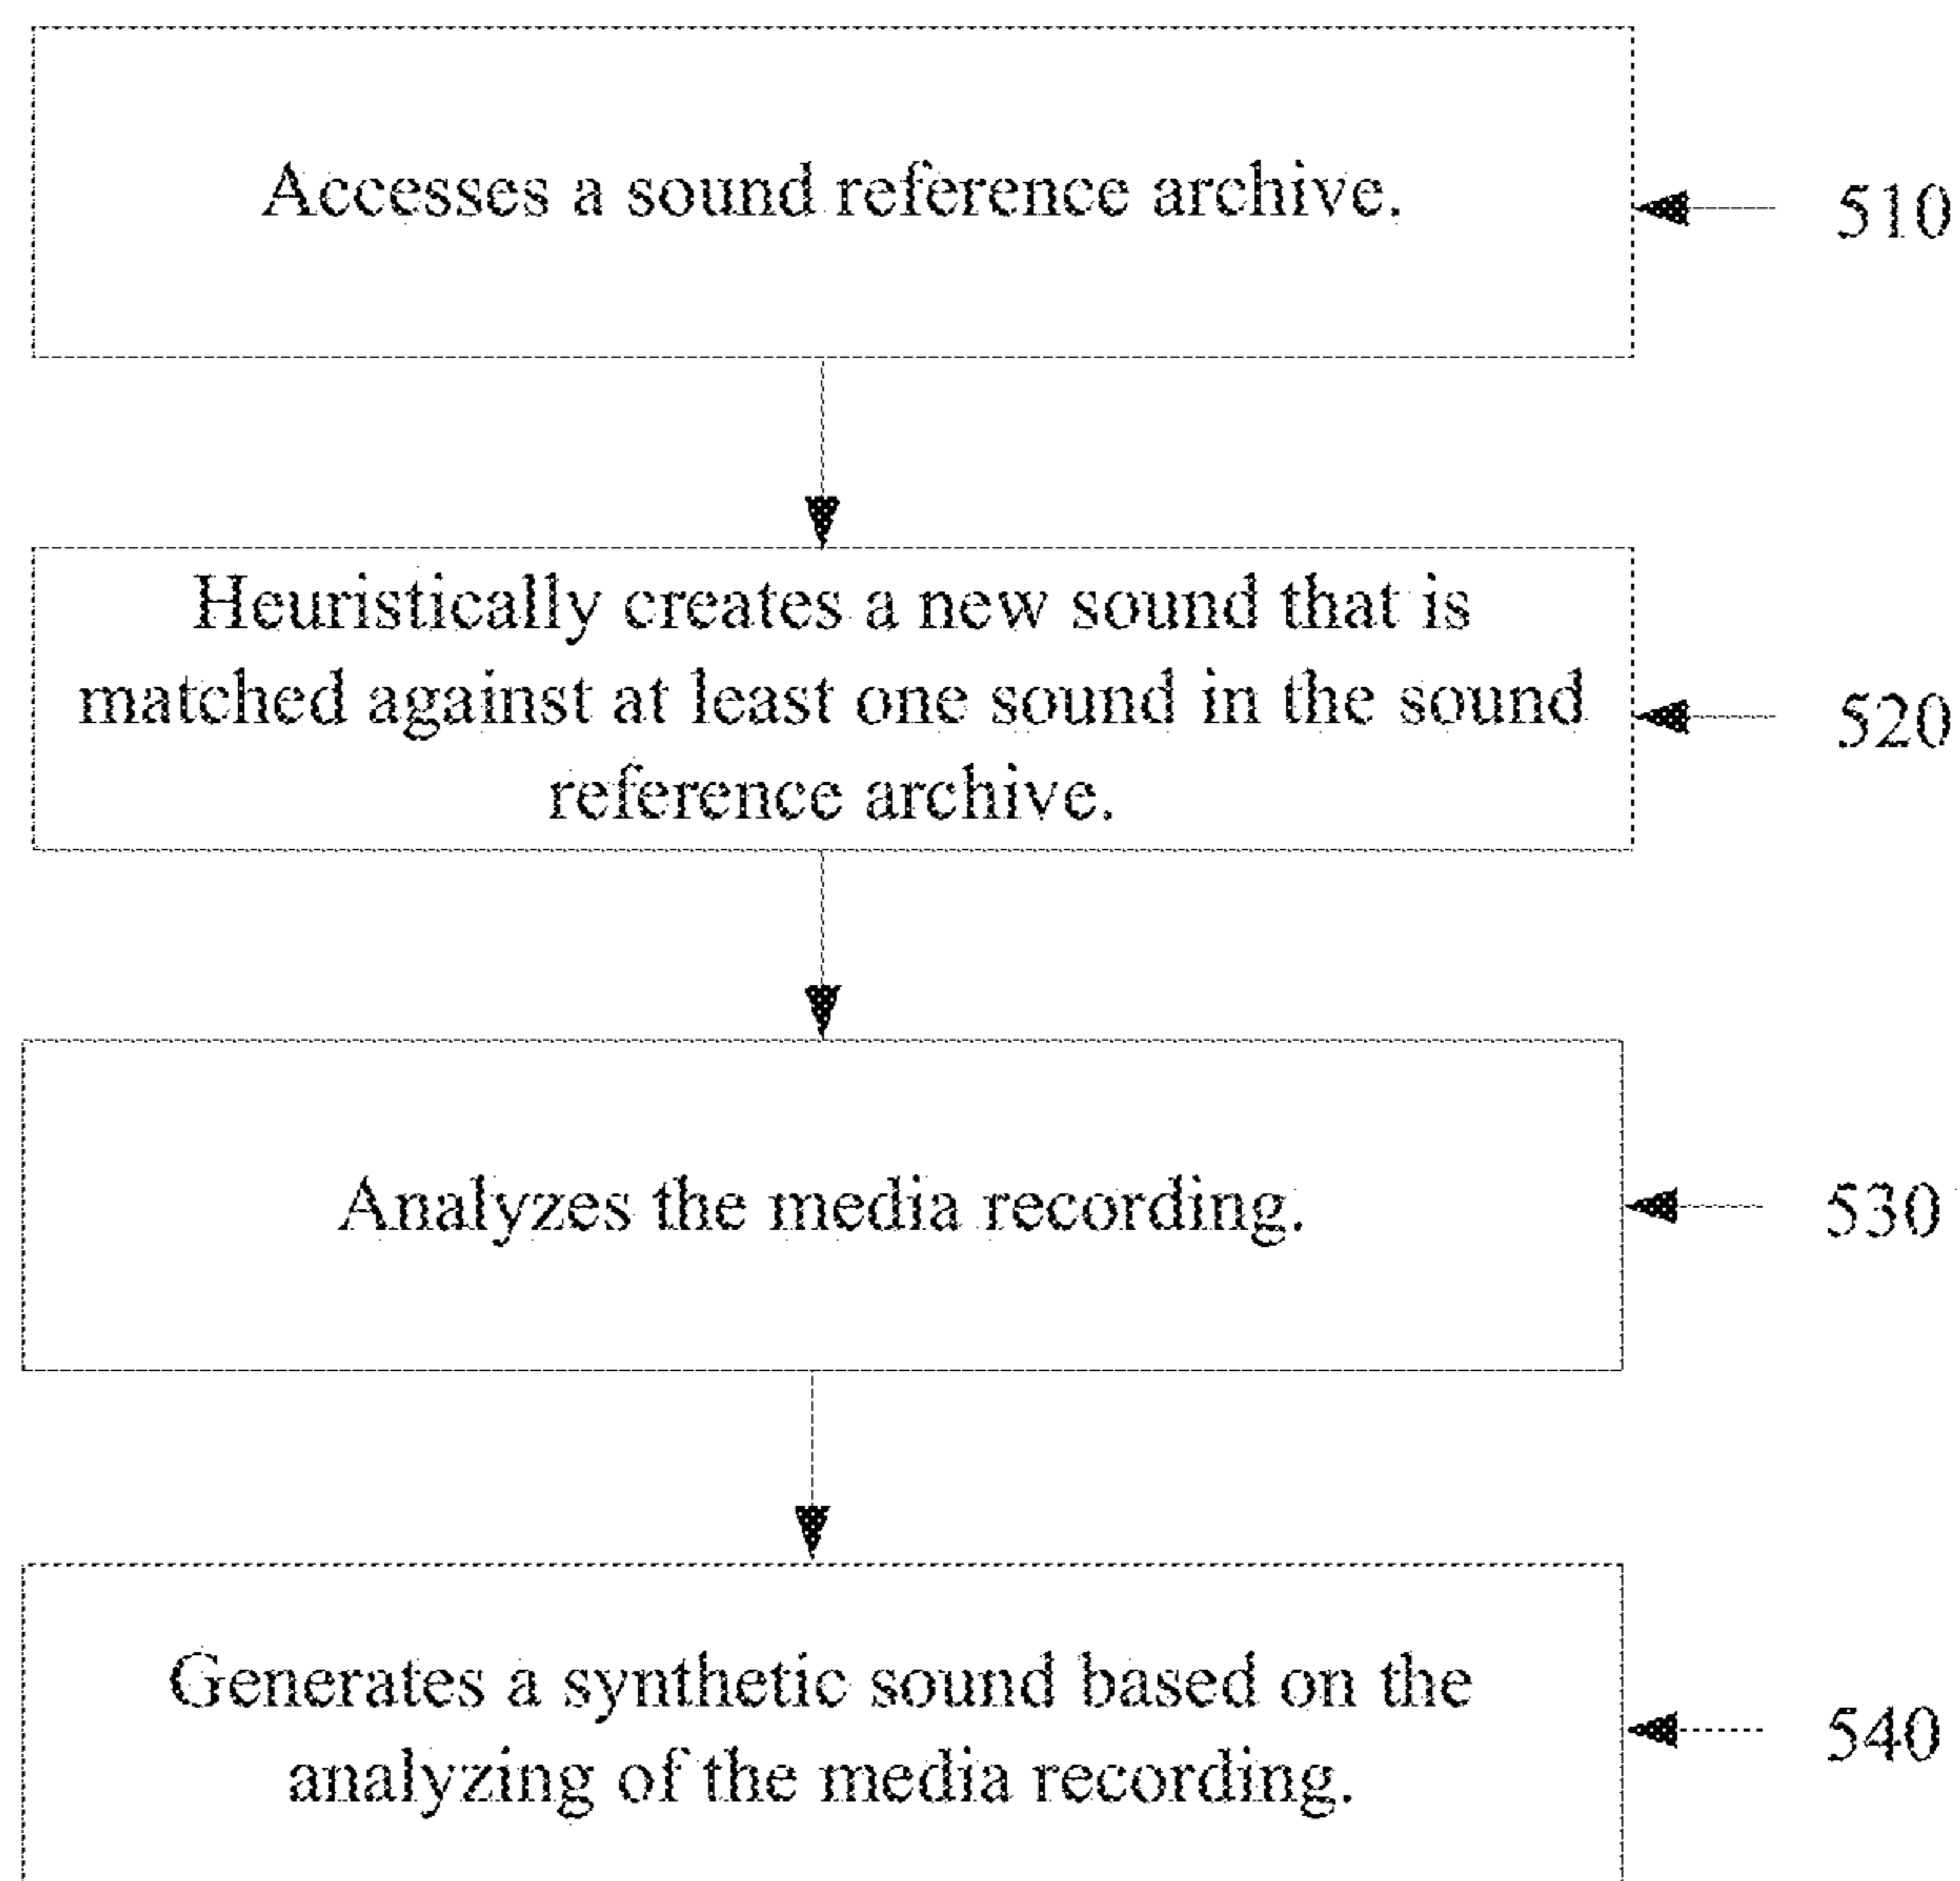 Accesses a sound reference archive.
510
Heuristically creates a new sound that is
matched against at least one sound in the sound
reference archive.
520
Analyzes the media recording.
530
Generates a synthetic sound based on the
analyzing of the media recording.
540